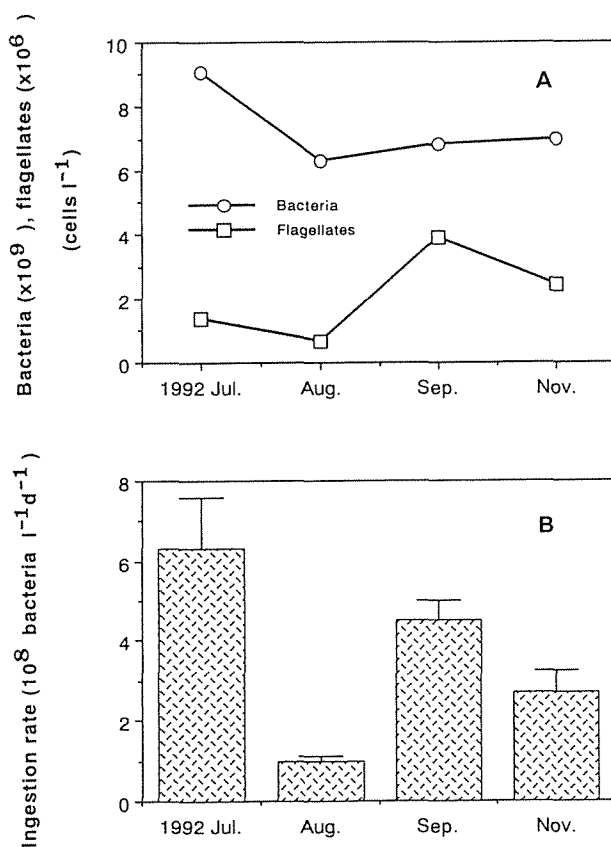 Bacteria (x10⁹), flagellates (x10⁶)
(cells l⁻¹)
10
8
6
4
2
0
A
Bacteria
Flagellates
1992 Jul.
Aug.
Sep.
Nov.
Ingestion rate (10⁸ bacteria l⁻¹d⁻¹)
8
6
4
2
0
B
1992 Jul.
Aug.
Sep.
Nov.